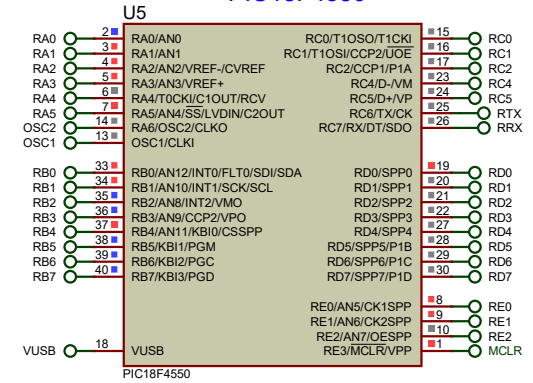 U5
RA0 2 RA0/AN0 RC0/T1OSO/T1CKI 15 RC0
RA1 3 RA1/AN1 RC1/T1OSI/CCP2/UOE 16 RC1
RA2 4 RA2/AN2/VREF-/CVREF RC2/CCP1/P1A 17 RC2
RA3 5 RA3/AN3/VREF+ RC4/D-/VM 23 RC4
RA4 6 RA4/T0CKI/C1OUT/RCV RC5/D+/VP 24 RC5
RA5 7 RA5/AN4/SS/LVDIN/C2OUT RC6/TX/CK 25 RTX
OSC2 14 RA6/OSC2/CLKO RC7/RX/DT/SDO 26 RRX
OSC1 13 OSC1/CLKI
RB0 33 RB0/AN12/INT0/FLT0/SDI/SDA RD0/SPP0 19 RD0
RB1 34 RB1/AN10/INT1/SCK/SCL RD1/SPP1 20 RD1
RB2 35 RB2/AN8/INT2/VMO RD2/SPP2 21 RD2
RB3 36 RB3/AN9/CCP2/VPO RD3/SPP3 22 RD3
RB4 37 RB4/AN11/KBI0/CSSPP RD4/SPP4 27 RD4
RB5 38 RB5/KBI1/PGM RD5/SPP5/P1B 28 RD5
RB6 39 RB6/KBI2/PGC RD6/SPP6/P1C 29 RD6
RB7 40 RB7/KBI3/PGD RD7/SPP7/P1D 30 RD7
RE0/AN5/CK1SPP 8 RE0
RE1/AN6/CK2SPP 9 RE1
RE2/AN7/OESPP 10 RE2
VUSB 18 VUSB RE3/MCLR/VPP 1 MCLR
PIC18F4550